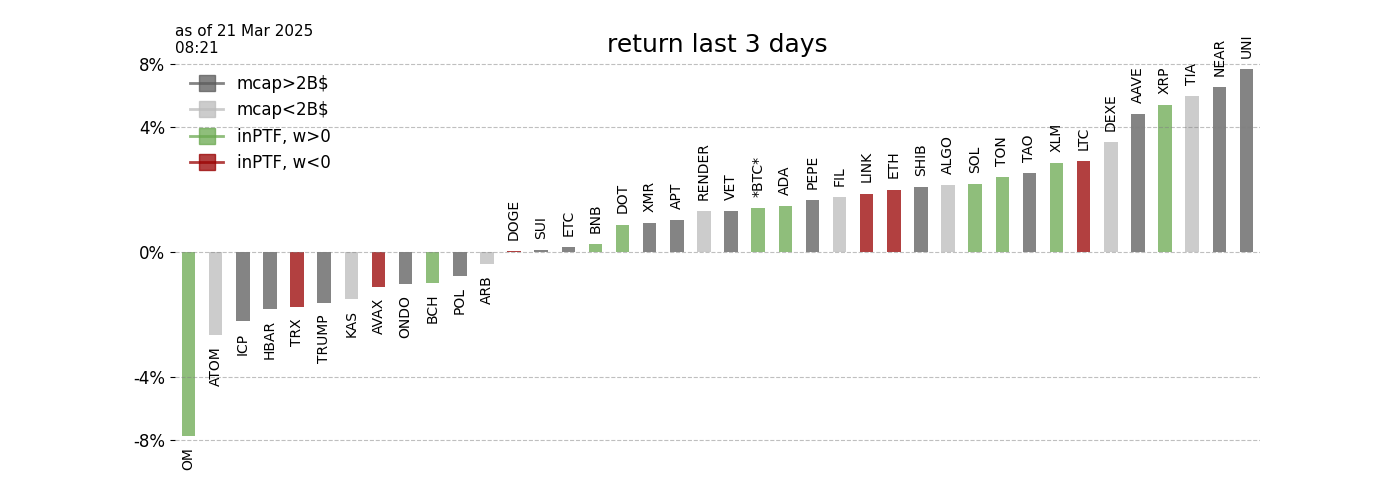 as of 21 Mar 2025
08:21
return last 3 days
8%
4%
0%
-4%
-8%
mcap>2B$
mcap<2B$
inPTF, w>0
inPTF, w<0
OM
ATOM
ICP
HBAR
TRX
TRUMP
KAS
AVAX
ONDO
BCH
POL
ARB
DOGE
SUI
ETC
BNB
DOT
XMR
APT
RENDER
VET
*BTC*
ADA
PEPE
FIL
LINK
ETH
SHIB
ALGO
SOL
TON
TAO
XLM
LTC
DEXE
AAVE
XRP
TIA
NEAR
UNI